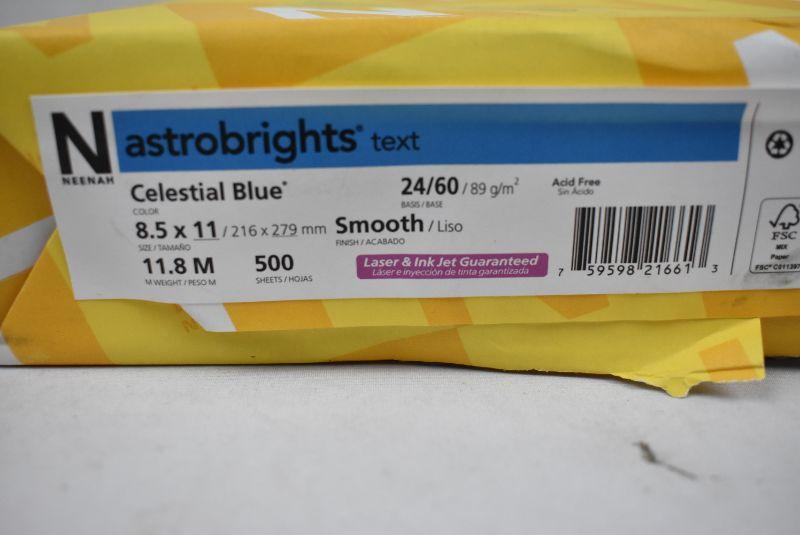 N astrobrights® text
NEENAH
Celestial Blue® 24/60 / 89 g/m² Acid Free
COLOR BASIS / BASE Sin Ácido
8.5 x 11 / 216 x 279 mm Smooth / Liso
SIZE / TAMAÑO FINISH / ACABADO
11.8 M 500 Laser & Ink Jet Guaranteed
M WEIGHT / PESO M SHEETS / HOJAS Láser e inyección de tinta garantizada
7 59598 21661 3
FSC
MIX
Paper
FSC® C011397